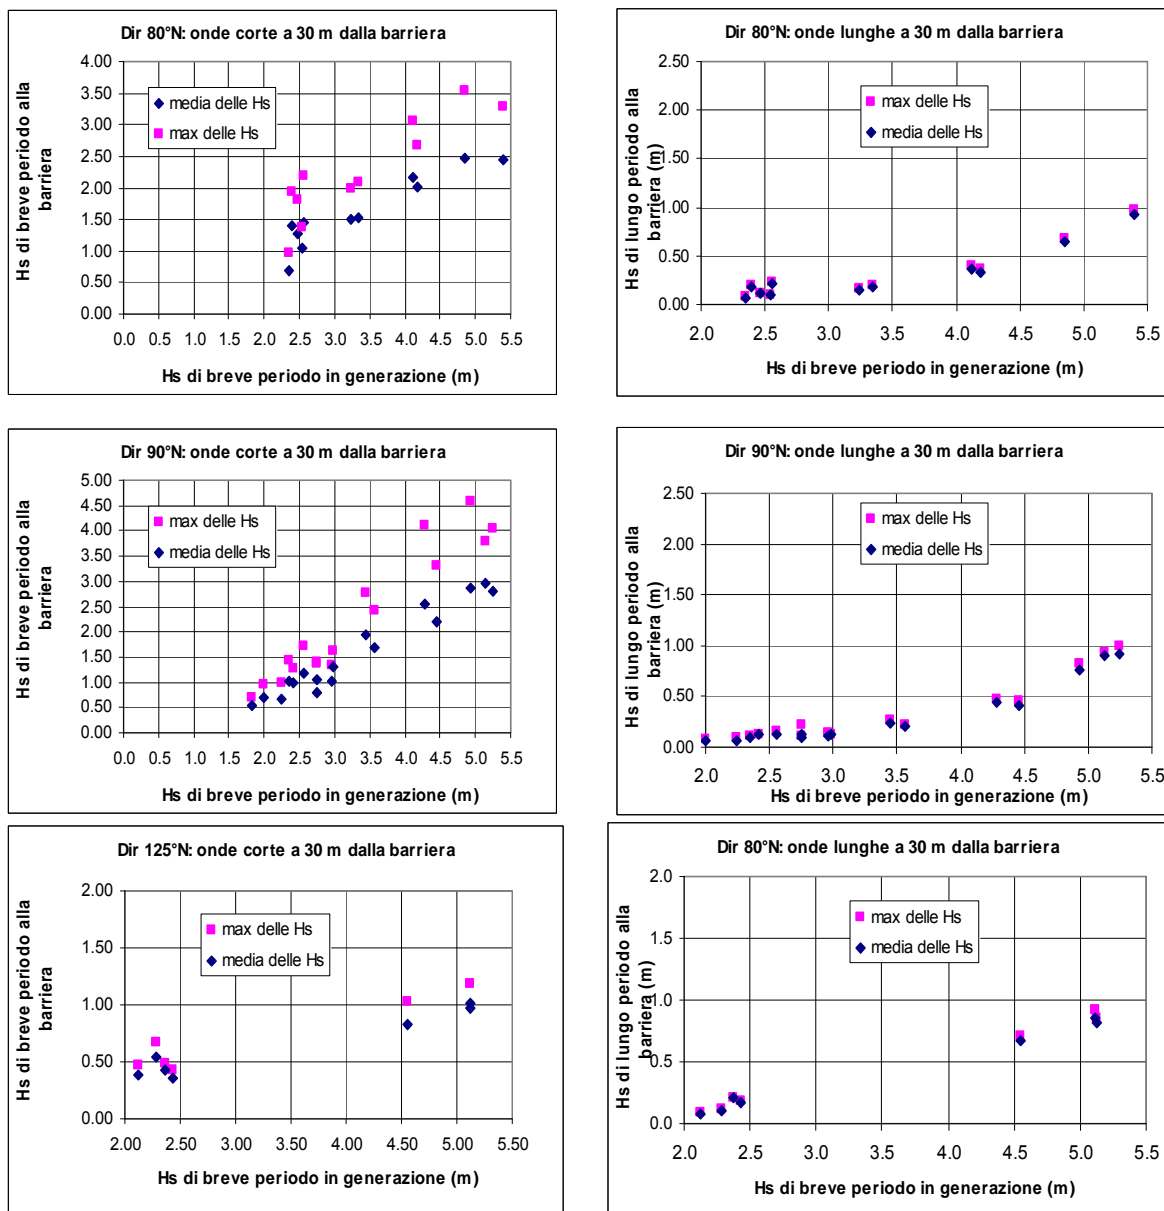 Dir 80°N: onde corte a 30 m dalla barriera
Hs di breve periodo alla
barriera
4.00
3.50
3.00
2.50
2.00
1.50
1.00
0.50
0.00
media delle Hs
max delle Hs
0.0 0.5 1.0 1.5 2.0 2.5 3.0 3.5 4.0 4.5 5.0 5.5
Hs di breve periodo in generazione (m)
Dir 80°N: onde lunghe a 30 m dalla barriera
Hs di lungo periodo alla
barriera (m)
2.50
2.00
1.50
1.00
0.50
0.00
max delle Hs
media delle Hs
2.0 2.5 3.0 3.5 4.0 4.5 5.0 5.5
Hs di breve periodo in generazione (m)
Dir 90°N: onde corte a 30 m dalla barriera
Hs di breve periodo alla
barriera
5.00
4.50
4.00
3.50
3.00
2.50
2.00
1.50
1.00
0.50
0.00
max delle Hs
media delle Hs
0.0 0.5 1.0 1.5 2.0 2.5 3.0 3.5 4.0 4.5 5.0 5.5
Hs di breve periodo in generazione (m)
Dir 90°N: onde lunghe a 30 m dalla barriera
Hs di lungo periodo alla
barriera (m)
2.50
2.00
1.50
1.00
0.50
0.00
max delle Hs
media delle Hs
2.0 2.5 3.0 3.5 4.0 4.5 5.0 5.5
Hs di breve periodo in generazione (m)
Dir 125°N: onde corte a 30 m dalla barriera
Hs di breve periodo alla
barriera
2.00
1.50
1.00
0.50
0.00
max delle Hs
media delle Hs
2.00 2.50 3.00 3.50 4.00 4.50 5.00 5.50
Hs di breve periodo in generazione (m)
Dir 80°N: onde lunghe a 30 m dalla barriera
Hs di lungo periodo alla
barriera (m)
2.0
1.5
1.0
0.5
0.0
max delle Hs
media delle Hs
2.0 2.5 3.0 3.5 4.0 4.5 5.0 5.5
Hs di breve periodo in generazione (m)